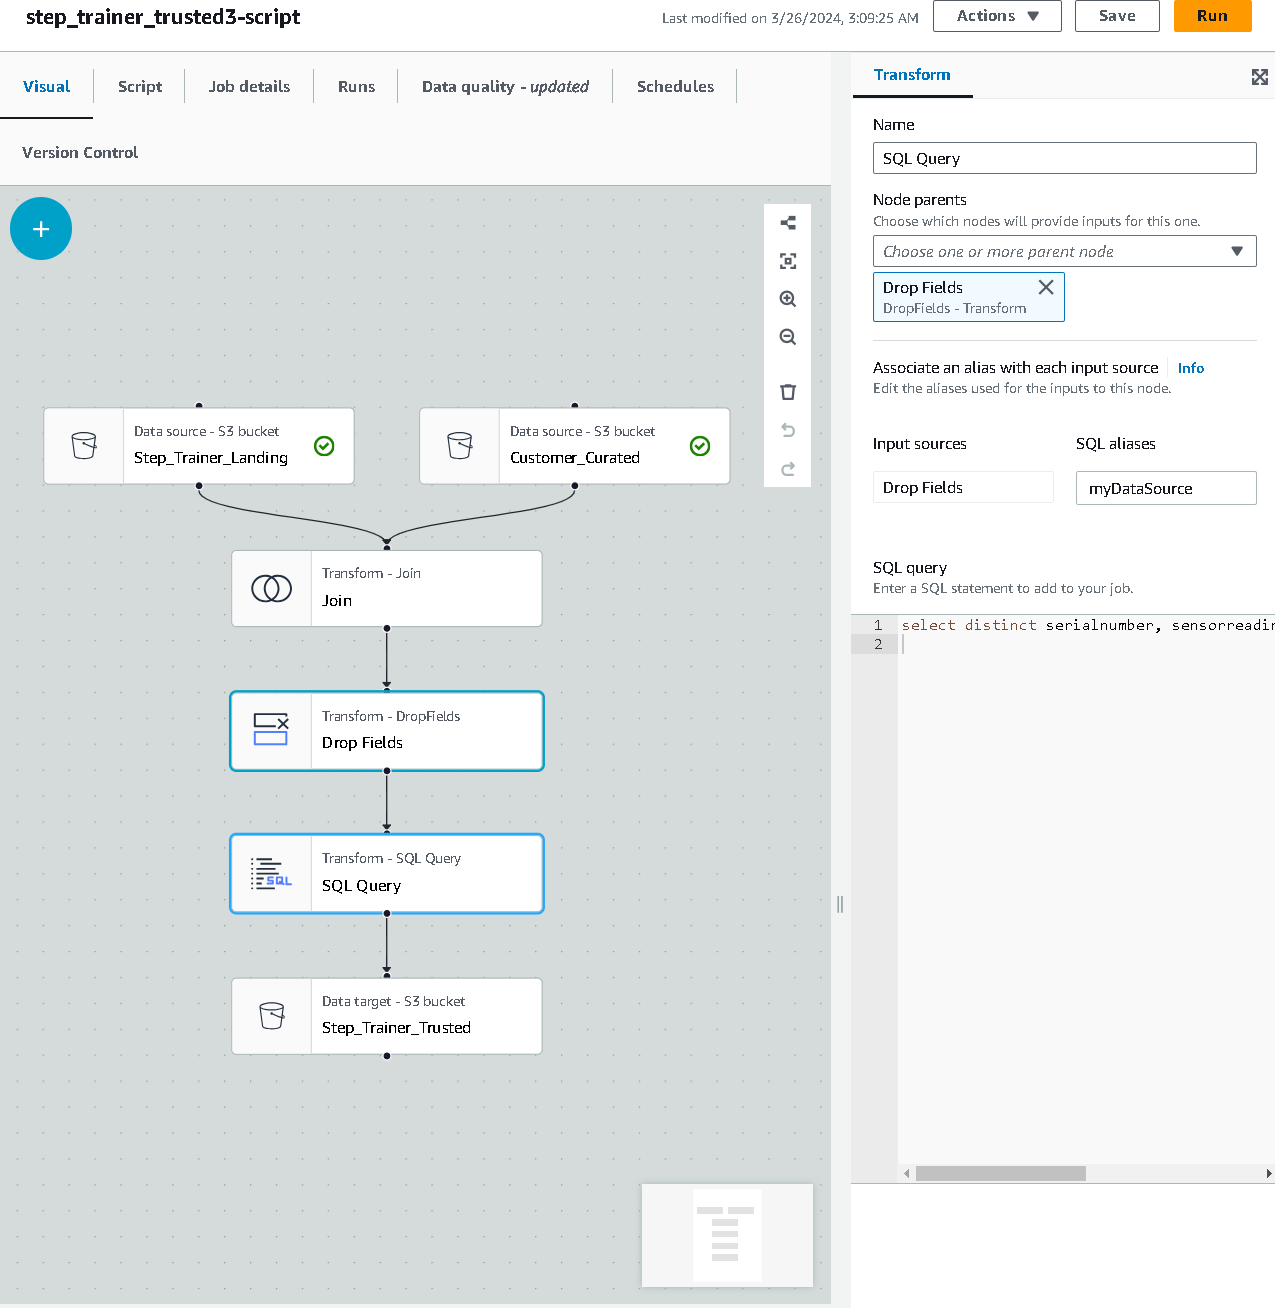 step_trainer_trusted3-script
Last modified on 3/26/2024, 3:09:25 AM
Actions
Save
Run
Visual
Script
Job details
Runs
Data quality - updated
Schedules
Version Control
Data source - S3 bucket
Step_Trainer_Landing
Data source - S3 bucket
Customer_Curated
Transform - Join
Join
Transform - DropFields
Drop Fields
Transform - SQL Query
SQL
SQL Query
Data target - S3 bucket
Step_Trainer_Trusted
Transform
Name
SQL Query
Node parents
Choose which nodes will provide inputs for this one.
Choose one or more parent node
Drop Fields
DropFields - Transform
Associate an alias with each input source
Info
Edit the aliases used for the inputs to this node.
Input sources
SQL aliases
Drop Fields
myDataSource
SQL query
Enter a SQL statement to add to your job.
1 select distinct serialnumber,
2